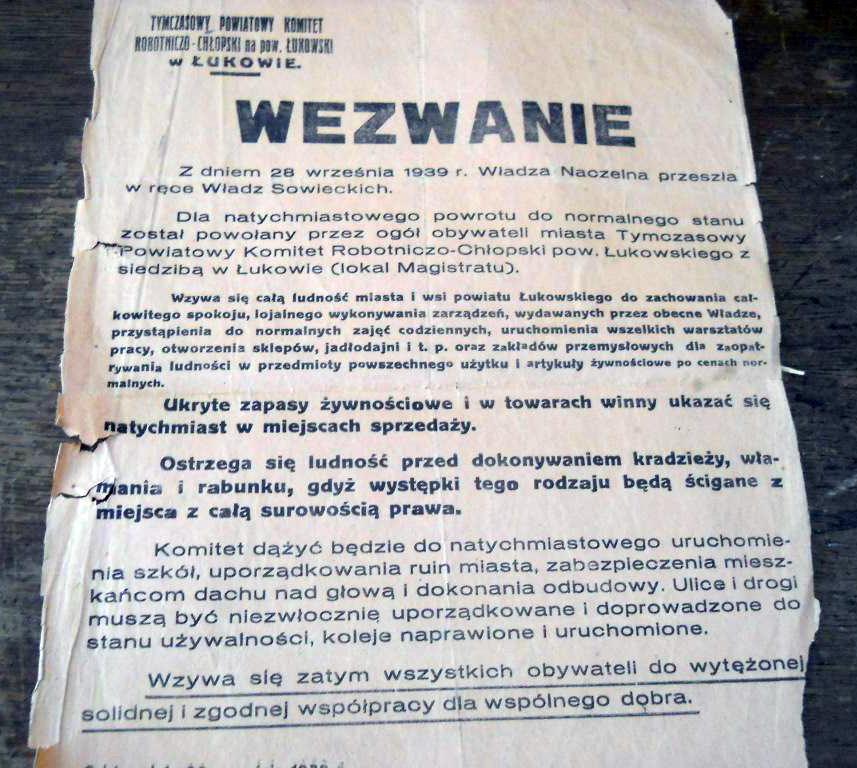 TYMCZASOWY POWIATOWY KOMITET
ROBOTNICZO-CHŁOPSKI na pow. ŁUKOWSKI
w ŁUKOWIE.
WEZWANIE
Z dniem 28 września 1939 r. Władza Naczelna przeszla
w ręce Władz Sowieckich.
Dla natychmiastowego powrotu do normalnego stanu
został powołany przez ogół obywateli miasta Tymczasowy
Powiatowy Komitet Robotniczo-Chłopski pow. Łukowskiego z
siedzibą w Łukowie (lokal Magistratu).
Wzywa się całą ludność miasta i wsi powiatu Łukowskiego do zachowania cał-
kowitego spokoju, lojalnego wykonywania zarządzeń, wydawanych przez obecne Władze,
przystąpienia do normalnych zajęć codziennych, uruchomienia wszelkich warsztatów
pracy, otworzenia sklepów, jadłodajni i t. p. oraz zakładów przemysłowych dla zaopat-
rywania ludności w przedmioty powszechnego użytku i artykuły żywnościowe po cenach nor-
malnych.
Ukryte zapasy żywnościowe i w towarach winny ukazać się
natychmiast w miejscach sprzedaży.
Ostrzega się ludność przed dokonywaniem kradzieży, wła-
mania i rabunku, gdyż występki tego rodzaju będą ścigane z
miejsca z całą surowością prawa.
Komitet dążyć będzie do natychmiastowego uruchomie-
nia szkół, uporządkowania ruin miasta, zabezpieczenia miesz-
kańcom dachu nad głową i dokonania odbudowy. Ulice i drogi
muszą być niezwłocznie uporządkowane i doprowadzone do
stanu używalności, koleje naprawione i uruchomione.
Wzywa się zatym wszystkich obywateli do wytężonej
solidnej i zgodnej współpracy dla wspólnego dobra.